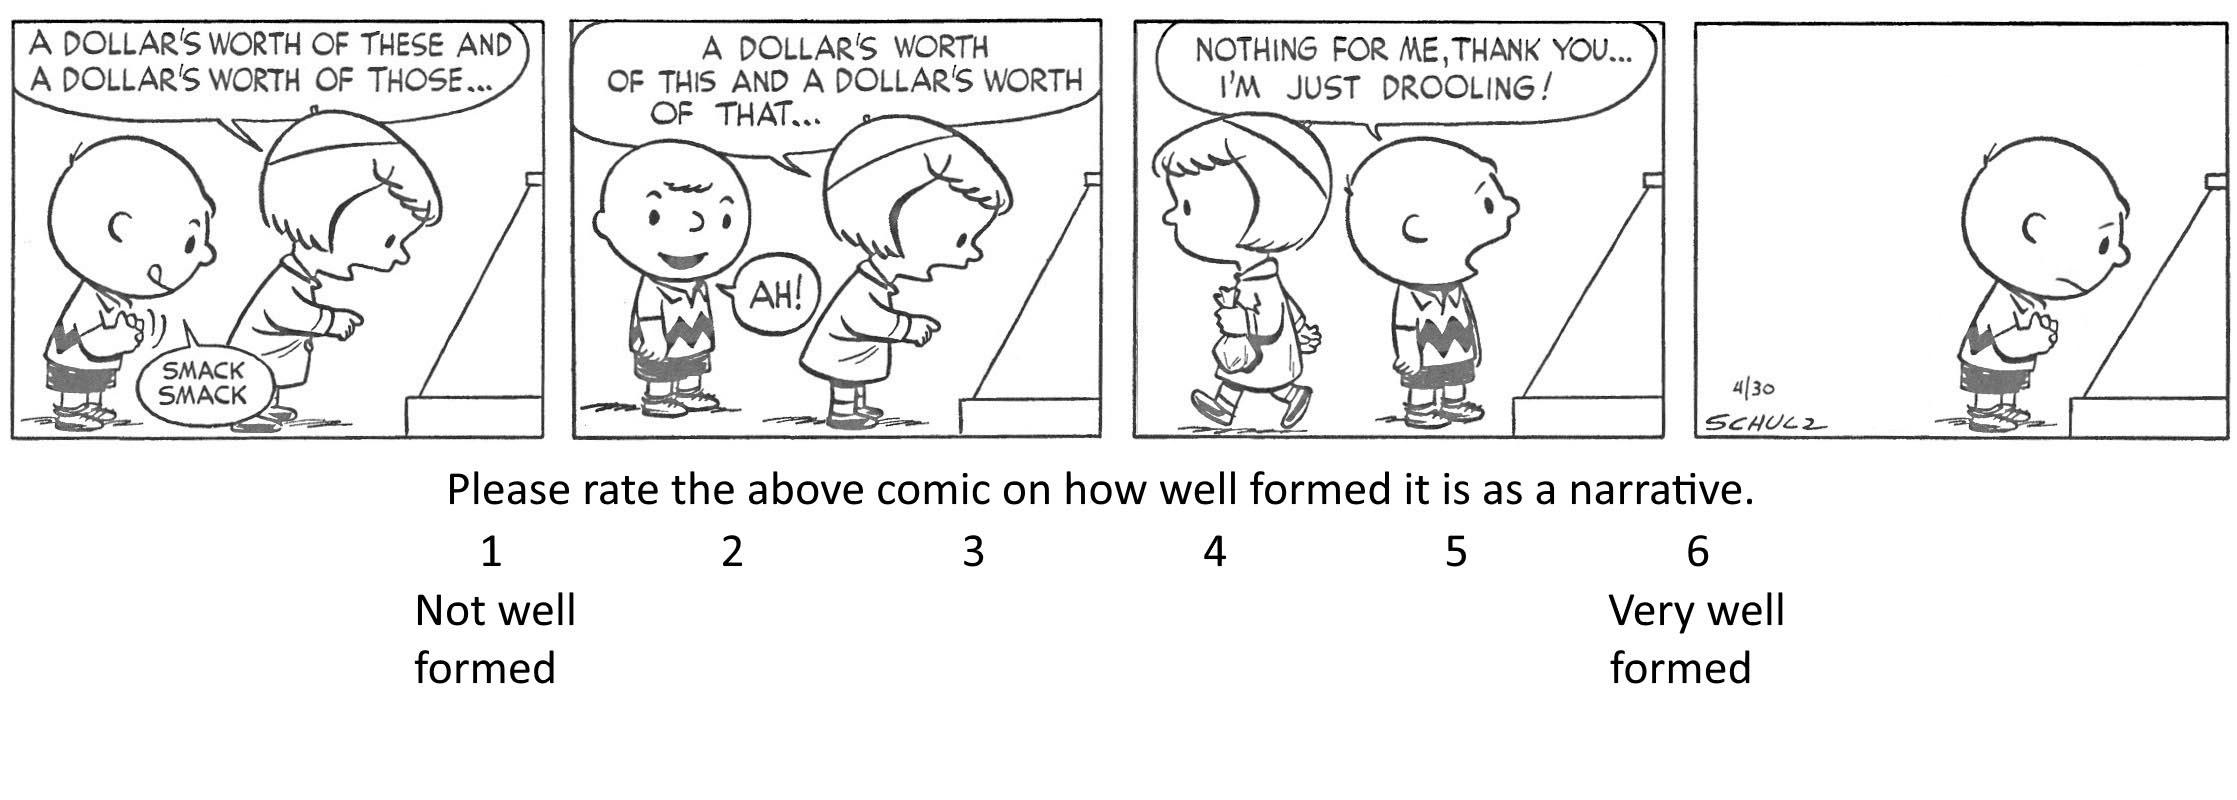 A DOLLAR'S WORTH OF THESE AND
A DOLLAR'S WORTH OF THOSE...
SMACK
SMACK
A DOLLAR'S WORTH
OF THIS AND A DOLLAR'S WORTH
OF THAT...
AH!
NOTHING FOR ME, THANK YOU...
I'M JUST DROOLING!
4/30
SCHULZ
Please rate the above comic on how well formed it is as a narrative.
1 2 3 4 5 6
Not well
formed
Very well
formed